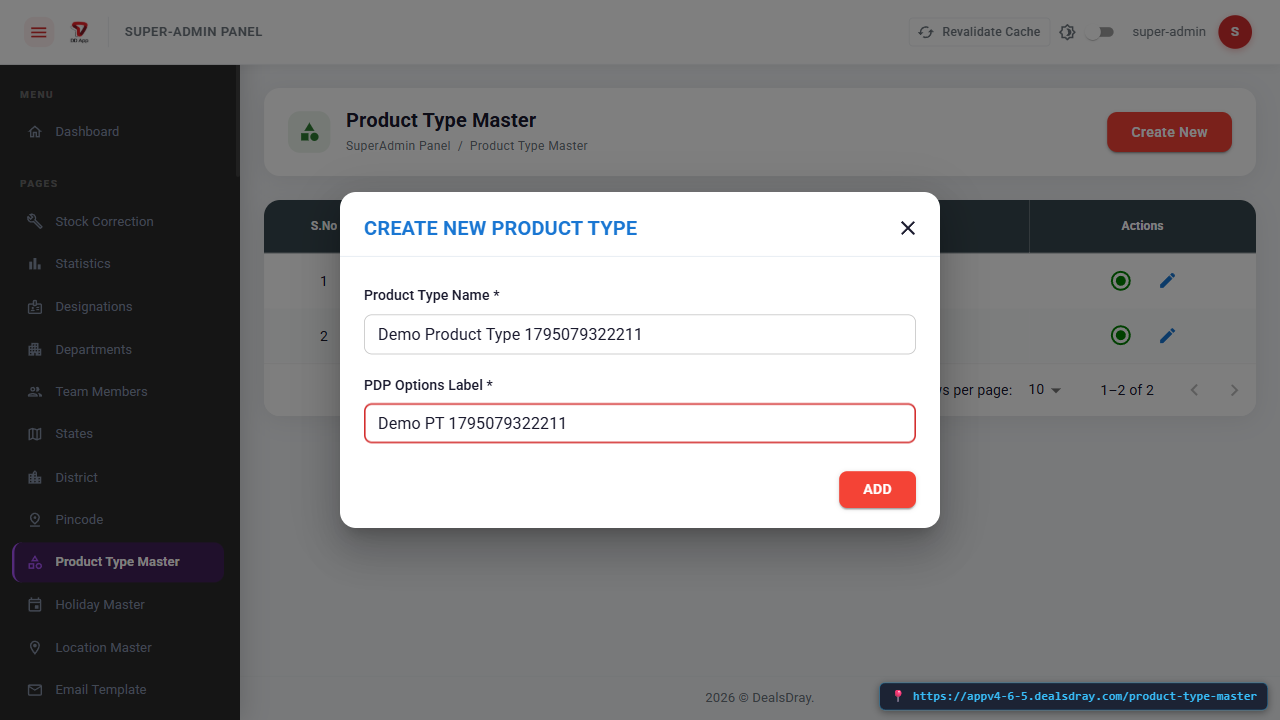 DD App
SUPER-ADMIN PANEL
Revalidate Cache
super-admin
S
MENU
Dashboard
PAGES
Stock Correction
Statistics
Designations
Departments
Team Members
States
District
Pincode
Product Type Master
Holiday Master
Location Master
Email Template
Product Type Master
SuperAdmin Panel / Product Type Master
Create New
S.No
Actions
1
2
s per page:
10
1–2 of 2
CREATE NEW PRODUCT TYPE
Product Type Name *
Demo Product Type 1795079322211
PDP Options Label *
Demo PT 1795079322211
ADD
2026 © DealsDray.
https://appv4-6-5.dealsdray.com/product-type-master